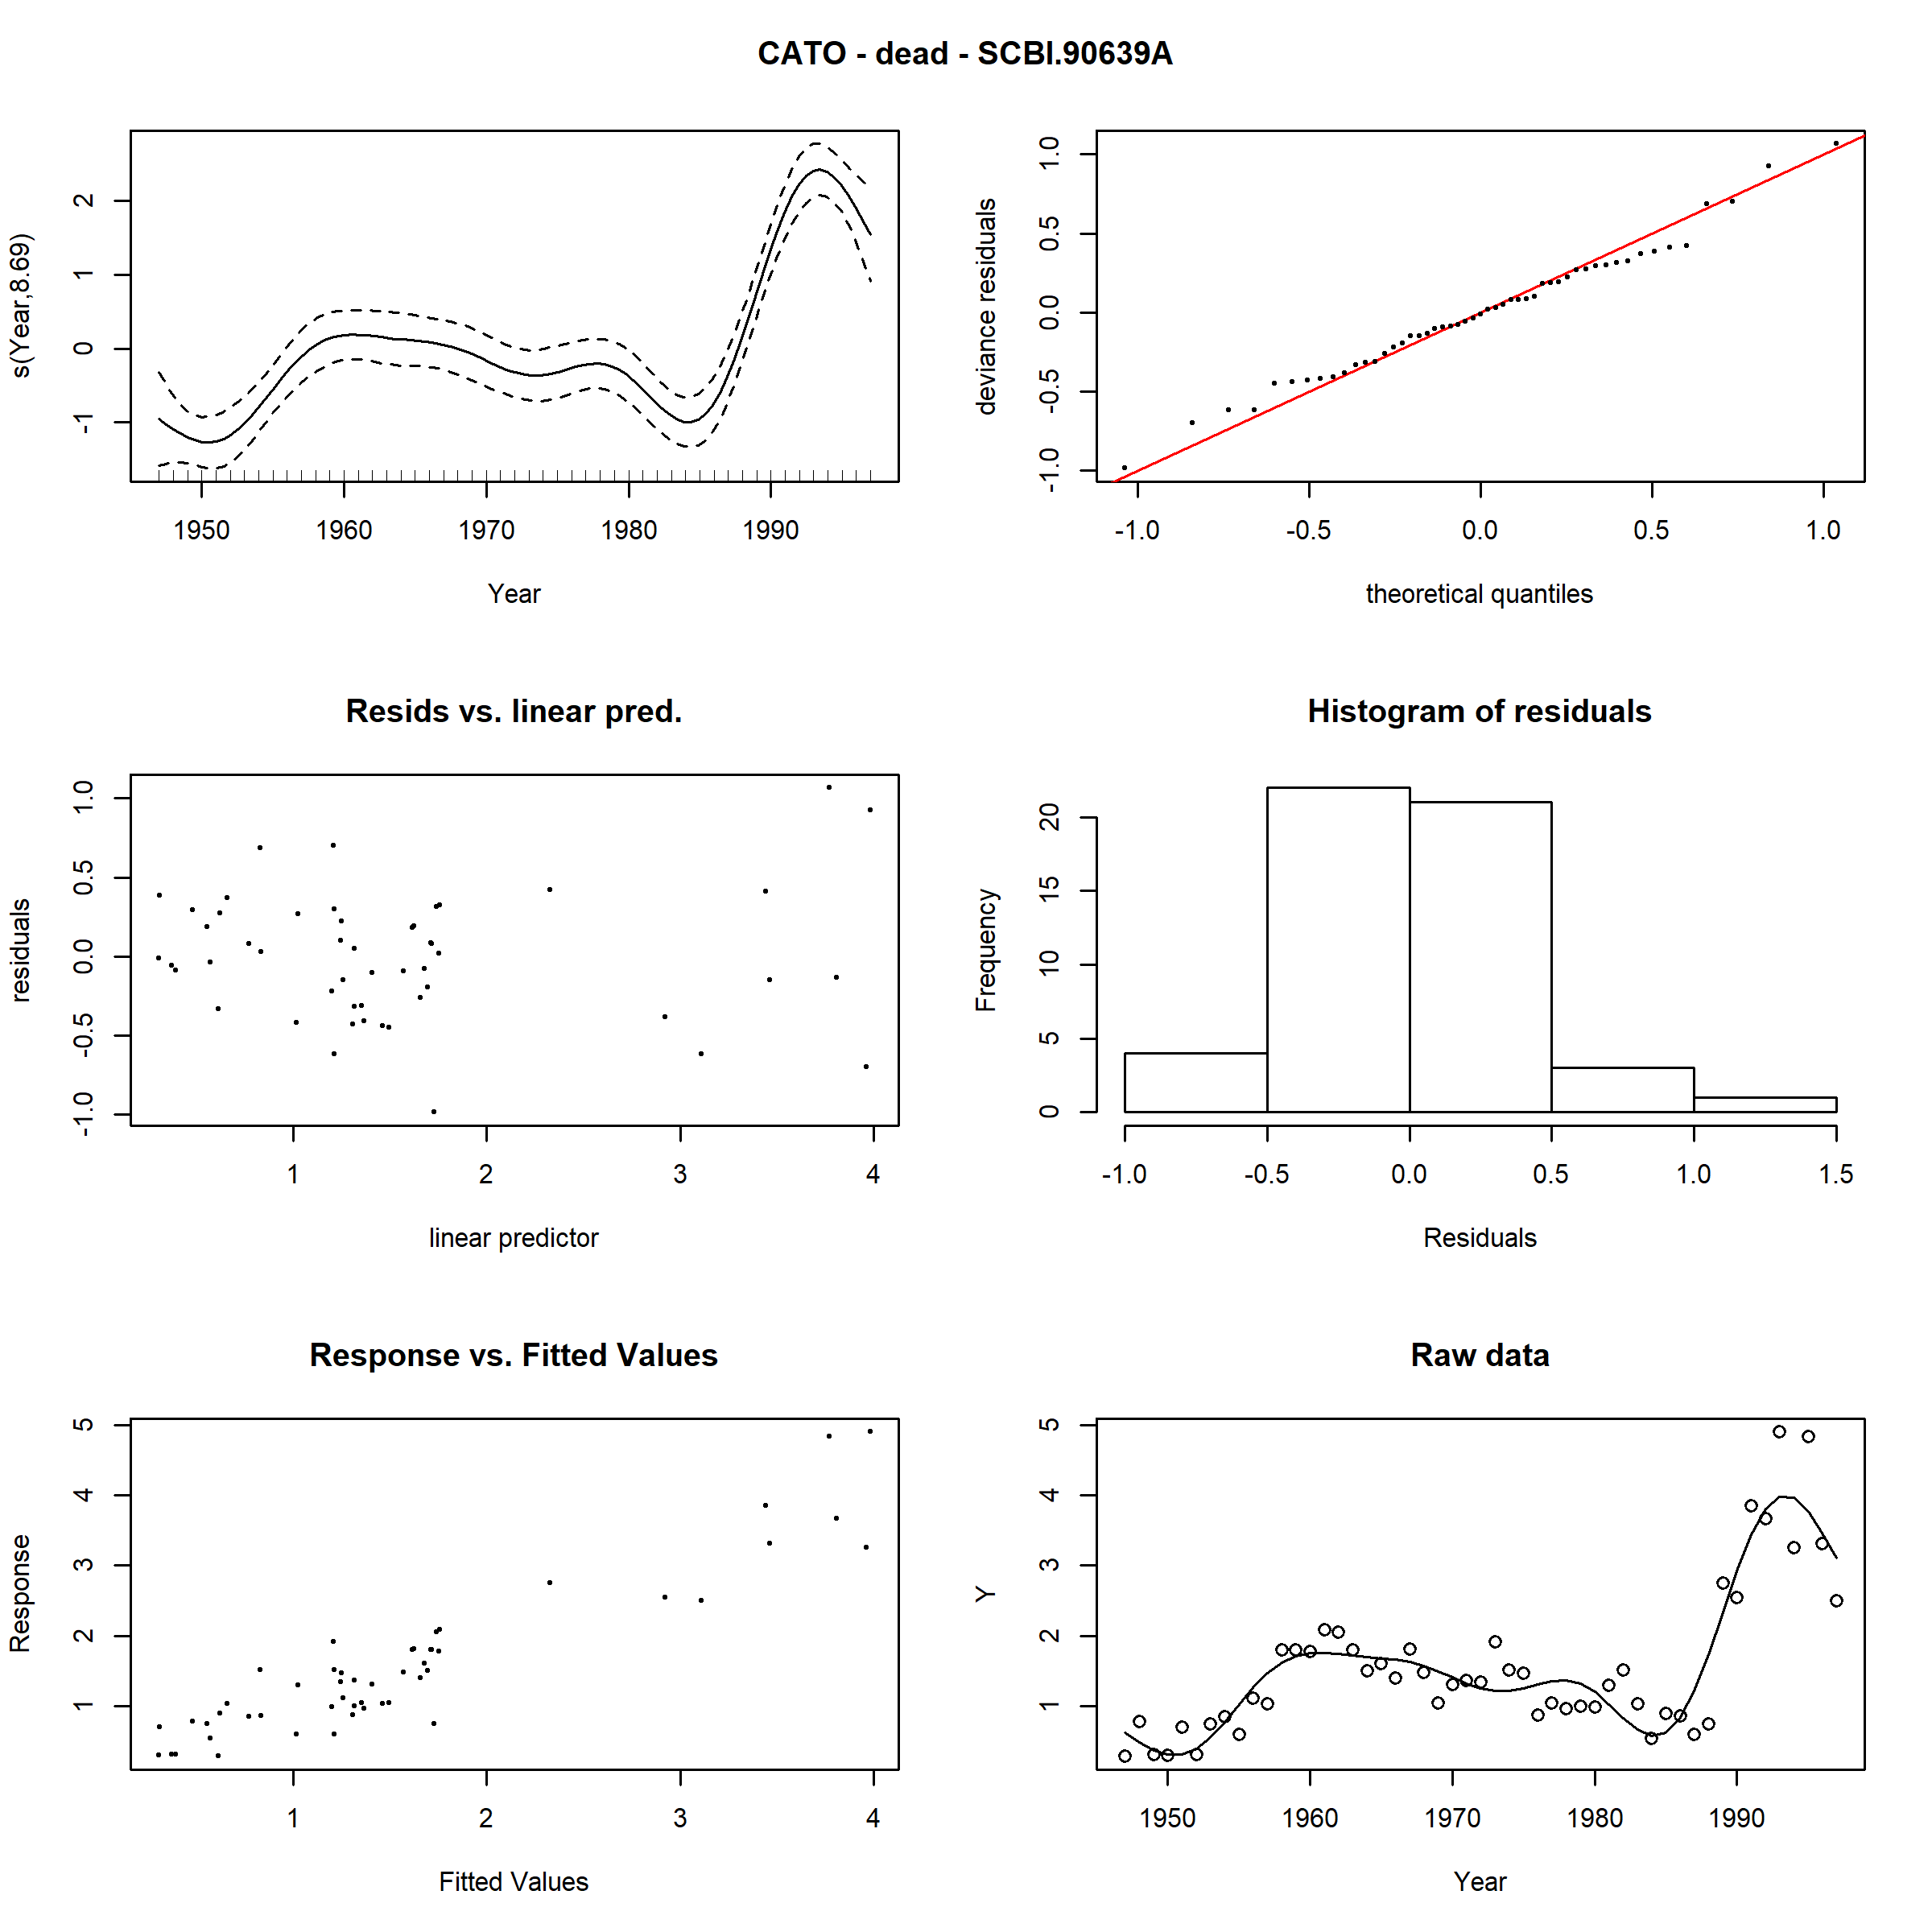 CATO - dead - SCBI.90639A
s(Year,8.69)
2
1
0
-1
1950 1960 1970 1980 1990
Year
deviance residuals
1.0
0.5
0.0
-0.5
-1.0
-1.0 -0.5 0.0 0.5 1.0
theoretical quantiles
Resids vs. linear pred.
residuals
1.0
0.5
0.0
-0.5
-1.0
1 2 3 4
linear predictor
Histogram of residuals
Frequency
20
15
10
5
0
-1.0 -0.5 0.0 0.5 1.0 1.5
Residuals
Response vs. Fitted Values
Response
5
4
3
2
1
1 2 3 4
Fitted Values
Raw data
Y
5
4
3
2
1
1950 1960 1970 1980 1990
Year